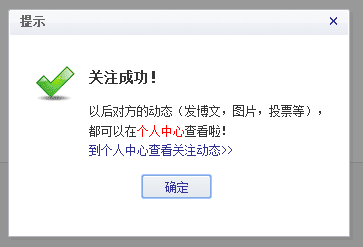 提示
关注成功！
以后对方的动态（发博文，图片，投票等），
都可以在个人中心查看啦！
到个人中心查看关注动态>>
确定